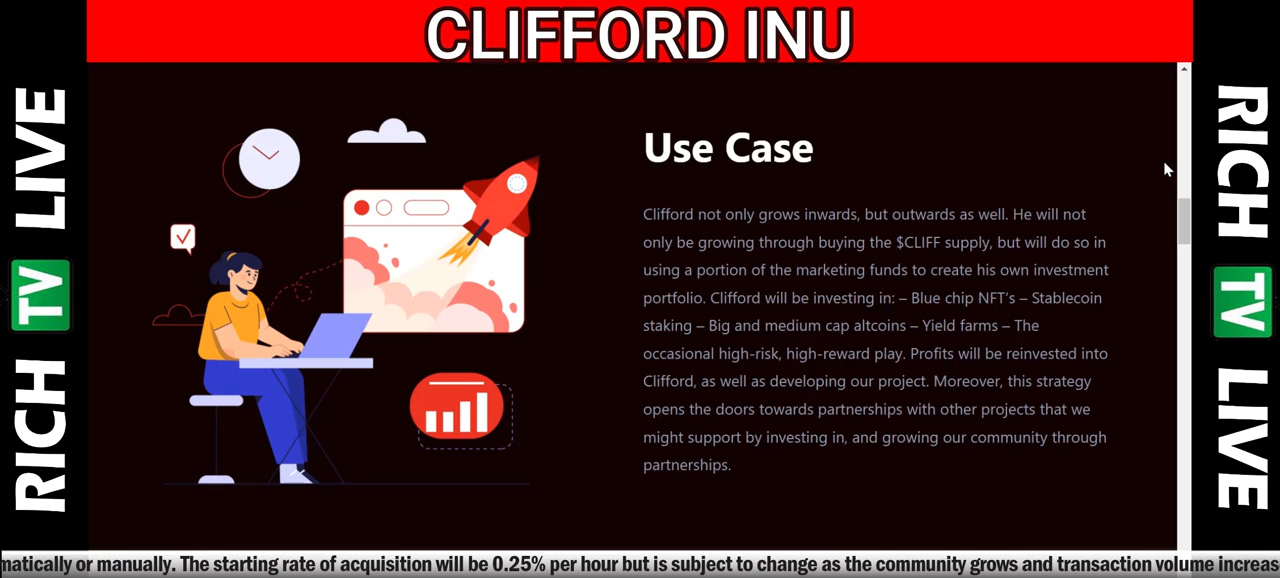 CLIFFORD INU
RICH TV LIVE
Use Case
Clifford not only grows inwards, but outwards as well. He will not
only be growing through buying the $CLIFF supply, but will do so in
using a portion of the marketing funds to create his own investment
portfolio. Clifford will be investing in: – Blue chip NFT’s – Stablecoin
staking – Big and medium cap altcoins – Yield farms – The
occasional high-risk, high-reward play. Profits will be reinvested into
Clifford, as well as developing our project. Moreover, this strategy
opens the doors towards partnerships with other projects that we
might support by investing in, and growing our community through
partnerships.
RICH TV LIVE
matically or manually. The starting rate of acquisition will be 0.25% per hour but is subject to change as the community grows and transaction volume increas